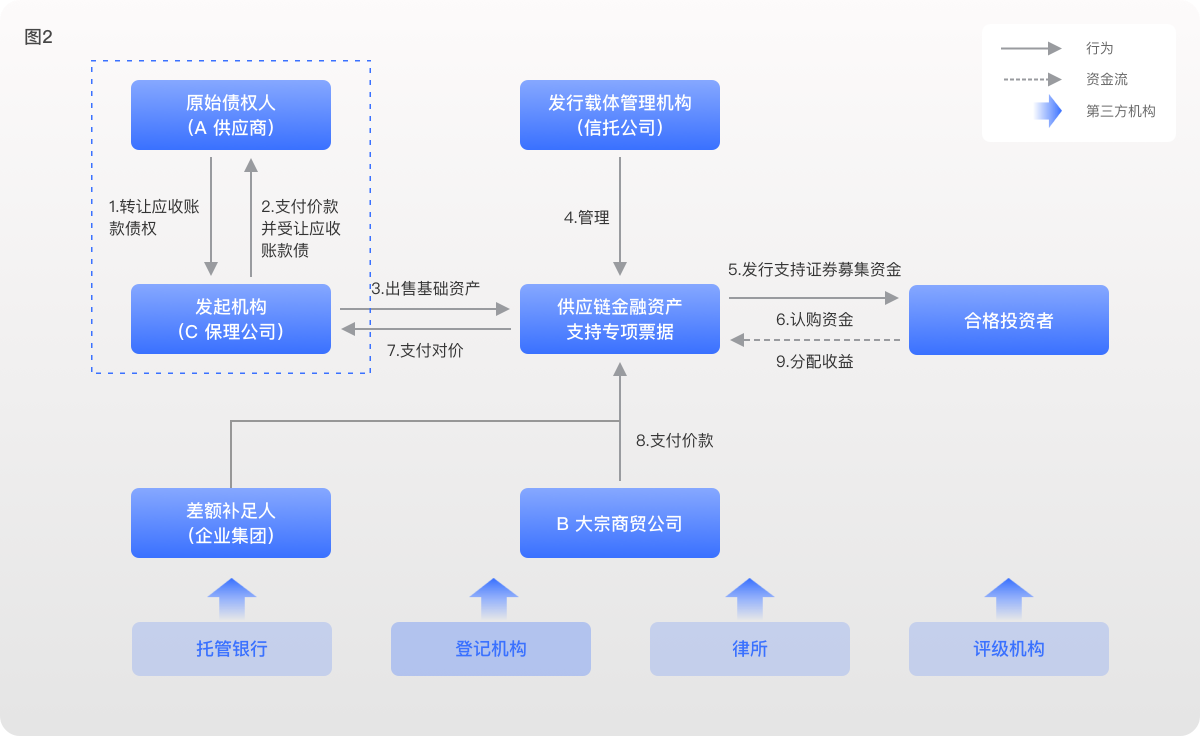 图2
行为
资金流
第三方机构
原始债权人
(A 供应商)
发行载体管理机构
(信托公司)
1.转让应收账
款债权
2.支付价款
并受让应收
账款债
4.管理
发起机构
(C 保理公司)
3.出售基础资产
7.支付对价
供应链金融资产
支持专项票据
5.发行支持证券募集资金
6.认购资金
9.分配收益
合格投资者
8.支付价款
差额补足人
(企业集团)
B 大宗商贸公司
托管银行
登记机构
律所
评级机构